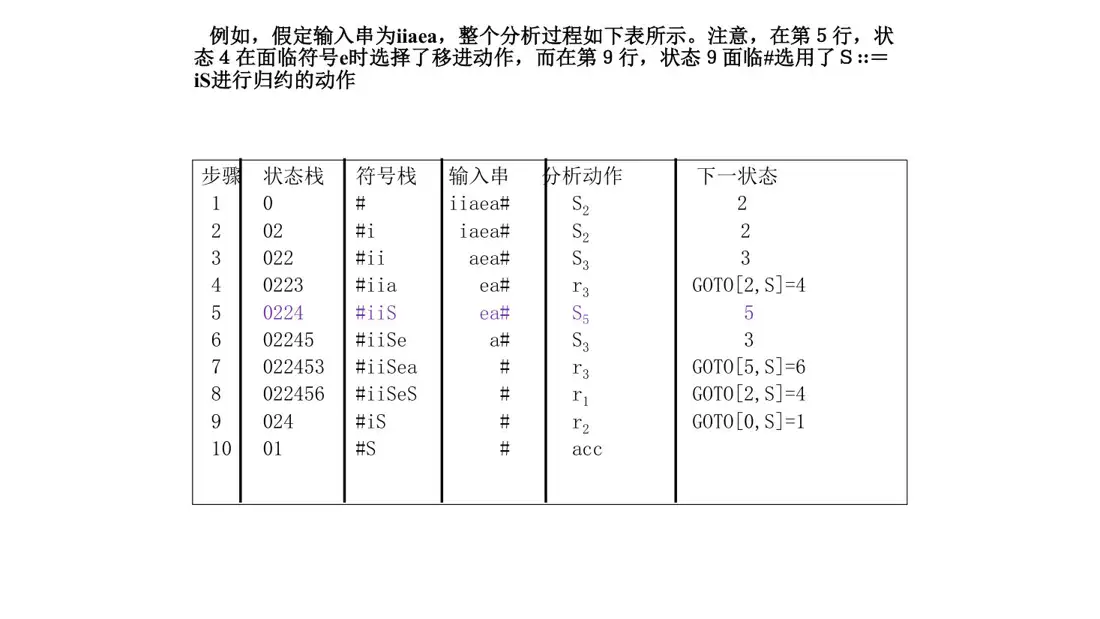 例如，假定输入串为iiaea，整个分析过程如下表所示。注意，在第５行，状
态４在面临符号e时选择了移进动作，而在第９行，状态９面临#选用了Ｓ∷＝
iS进行归约的动作
步骤 状态栈 符号栈 输入串 分析动作 下一状态
1 0 # iiaea# S2 2
2 02 #i iaea# S2 2
3 022 #ii aea# S3 3
4 0223 #iia ea# r3 GOTO[2,S]=4
5 0224 #iiS ea# S5 5
6 02245 #iiSe a# S3 3
7 022453 #iiSea # r3 GOTO[5,S]=6
8 022456 #iiSeS # r1 GOTO[2,S]=4
9 024 #iS # r2 GOTO[0,S]=1
10 01 #S # acc